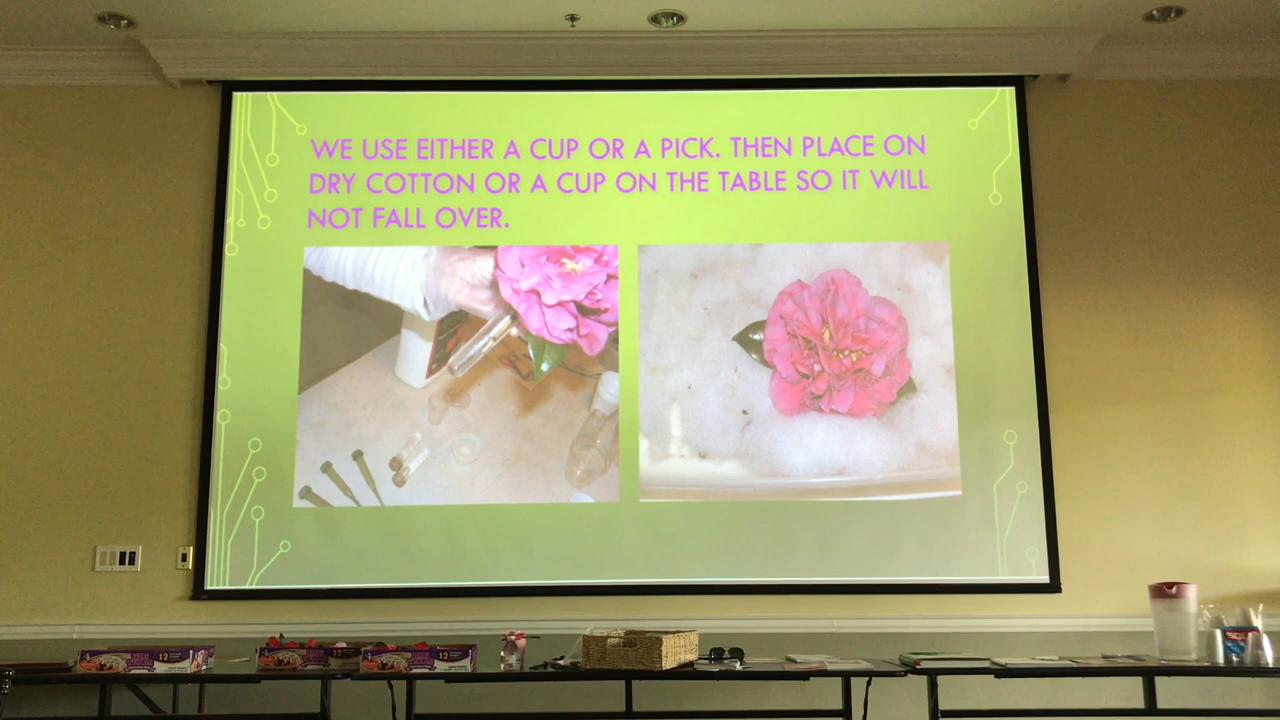 WE USE EITHER A CUP OR A PICK. THEN PLACE ON
DRY COTTON OR A CUP ON THE TABLE SO IT WILL
NOT FALL OVER.
12
12
12